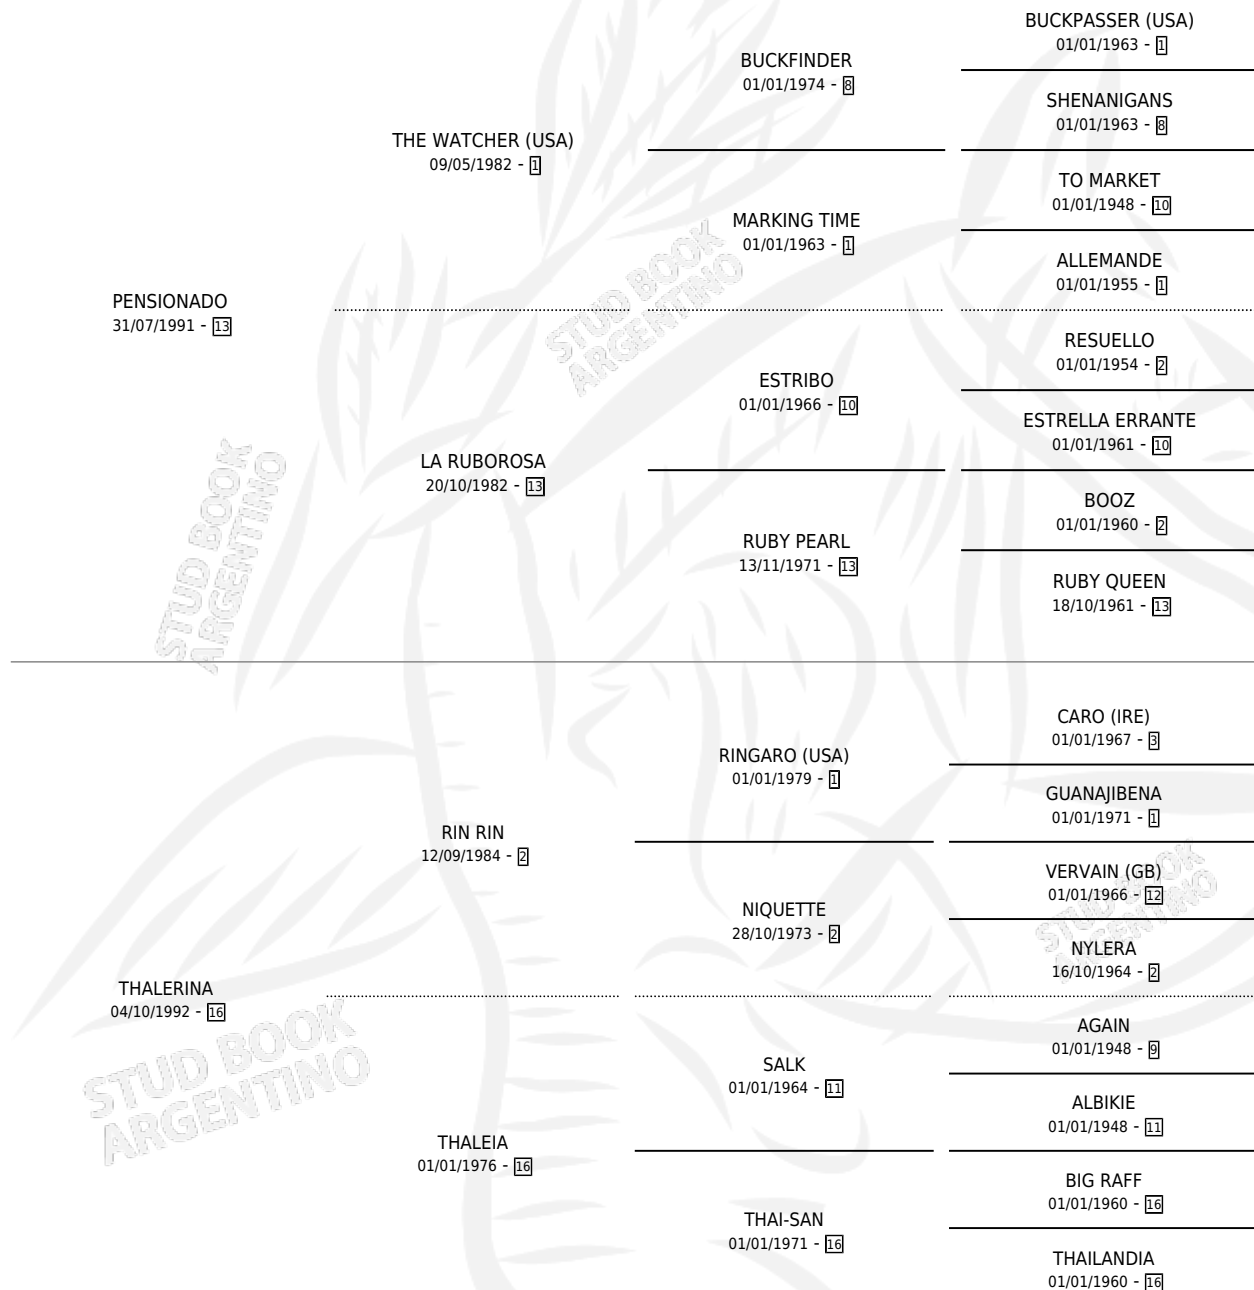 BUCKPASSER (USA)
01/01/1963 - 1
BUCKFINDER
01/01/1974 - 8
SHENANIGANS
01/01/1963 - 8
THE WATCHER (USA)
09/05/1982 - 1
TO MARKET
01/01/1948 - 10
MARKING TIME
01/01/1963 - 1
ALLEMANDE
01/01/1955 - 1
PENSIONADO
31/07/1991 - 13
RESUELLO
01/01/1954 - 2
ESTRIBO
01/01/1966 - 10
ESTRELLA ERRANTE
01/01/1961 - 10
LA RUBOROSA
20/10/1982 - 13
BOOZ
01/01/1960 - 2
RUBY PEARL
13/11/1971 - 13
RUBY QUEEN
18/10/1961 - 13
CARO (IRE)
01/01/1967 - 3
RINGARO (USA)
01/01/1979 - 1
GUANAJIBENA
01/01/1971 - 1
RIN RIN
12/09/1984 - 2
VERVAIN (GB)
01/01/1966 - 12
NIQUETTE
28/10/1973 - 2
NYLERA
16/10/1964 - 2
THALERINA
04/10/1992 - 16
AGAIN
01/01/1948 - 9
SALK
01/01/1964 - 11
ALBIKIE
01/01/1948 - 11
THALEIA
01/01/1976 - 16
BIG RAFF
01/01/1960 - 16
THAI-SAN
01/01/1971 - 16
THAILANDIA
01/01/1960 - 16
STUD BOOK
ARGENTINO
STUD BOOK
ARGENTINO
STUD BOOK
ARGENTINO
STUD BOOK
ARGENTINO